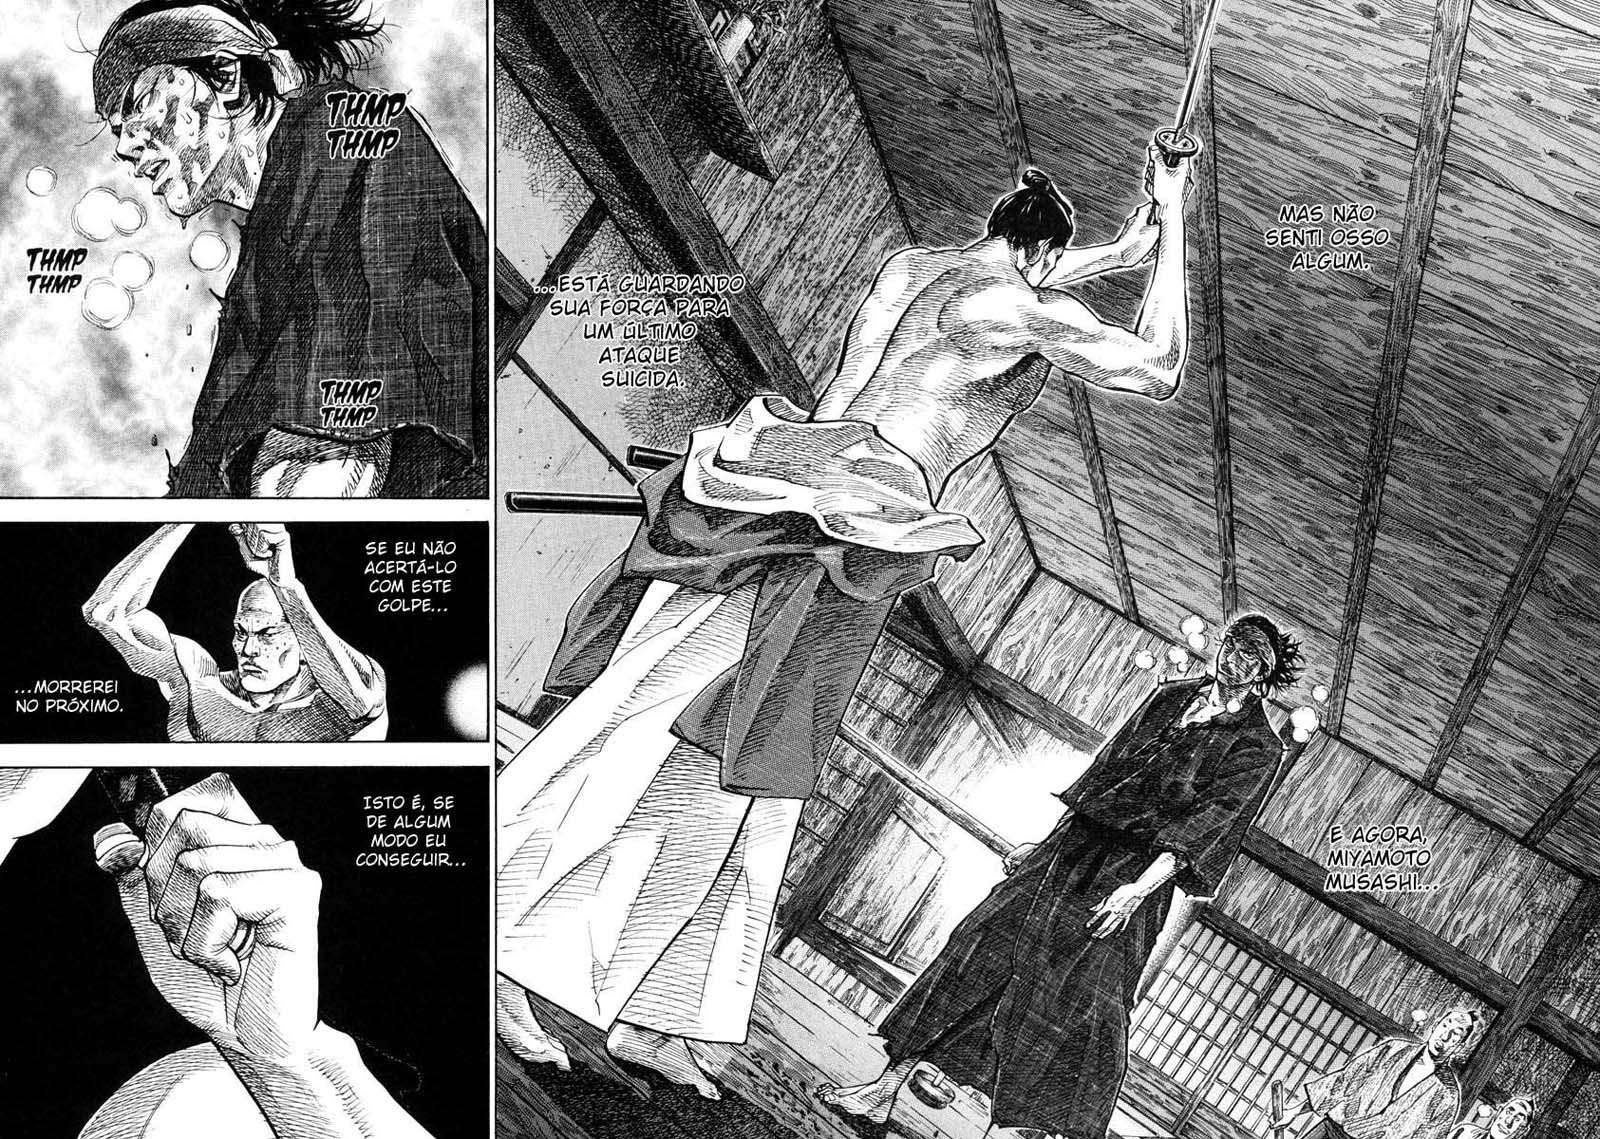 MAS NÃO
SENTI OSSO
ALGUM.
E AGORA,
MIYAMOTO
MUSASHI...
...ESTÁ GUARDANDO
SUA FORÇA PARA
UM ÚLTIMO
ATAQUE
SUICIDA.
THMP
THMP
THMP
THMP
THMP
THMP
SE EU NÃO
ACERTÁ-LO
COM ESTE
GOLPE...
...MORREREI
NO PRÓXIMO.
ISTO É, SE
DE ALGUM
MODO EU
CONSEGUIR...